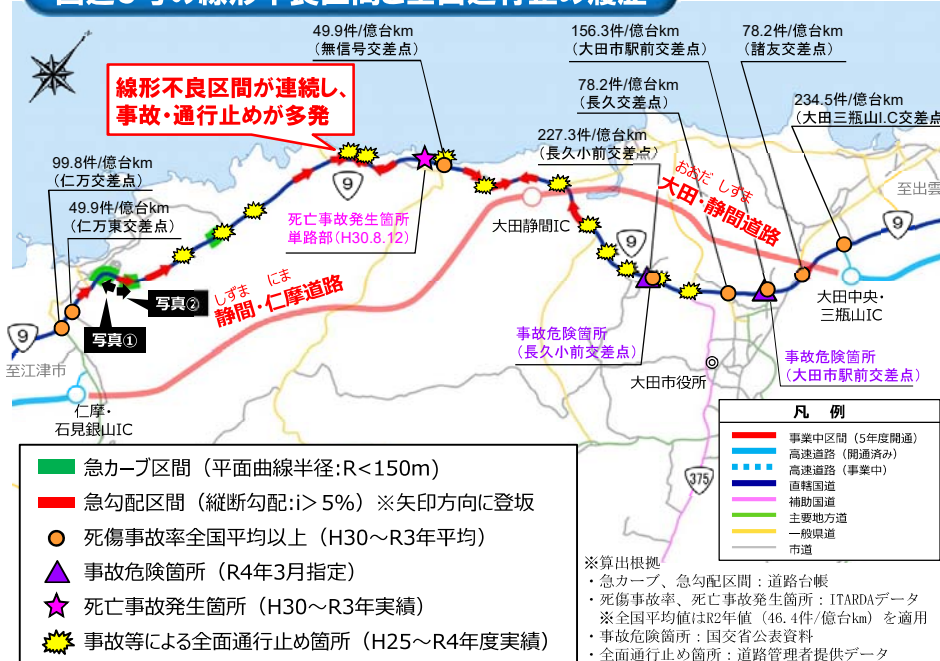 49.9件/億台km
(無信号交差点)
156.3件/億台km
(大田市駅前交差点)
78.2件/億台km
(諸友交差点)
線形不良区間が連続し、
事故・通行止めが多発
78.2件/億台km
(長久交差点)
234.5件/億台km
(大田三瓶山I.C交差点
227.3件/億台km
(長久小前交差点)
99.8件/億台km
(仁万交差点)
49.9件/億台km
(仁万東交差点)
9
死亡事故発生箇所
単路部(H30.8.12)
おおだ しずま
大田・静間道路
至出雲
大田静間IC
9
9
しずま にま
静間・仁摩道路
写真②
写真①
9
至江津市
大田中央・
三瓶山IC
事故危険箇所
(長久小前交差点)
事故危険箇所
(大田市駅前交差点)
大田市役所
仁摩・
石見銀山IC
375
凡 例
事業中区間(5年度開通)
高速道路(開通済み)
高速道路(事業中)
直轄国道
補助国道
主要地方道
一般県道
市道
急カーブ区間(平面曲線半径:R<150m)
急勾配区間(縦断勾配:i>5%)※矢印方向に登坂
死傷事故率全国平均以上(H30~R3年平均)
事故危険箇所(R4年3月指定)
死亡事故発生箇所(H30~R3年実績)
事故等による全面通行止め箇所(H25~R4年度実績)
※算出根拠
・急カーブ、急勾配区間:道路台帳
・死傷事故率、死亡事故発生箇所:ITARDAデータ
※全国平均値はR2年値(46.4件/億台km)を適用
・事故危険箇所:国交省公表資料
・全面通行止め箇所:道路管理者提供データ